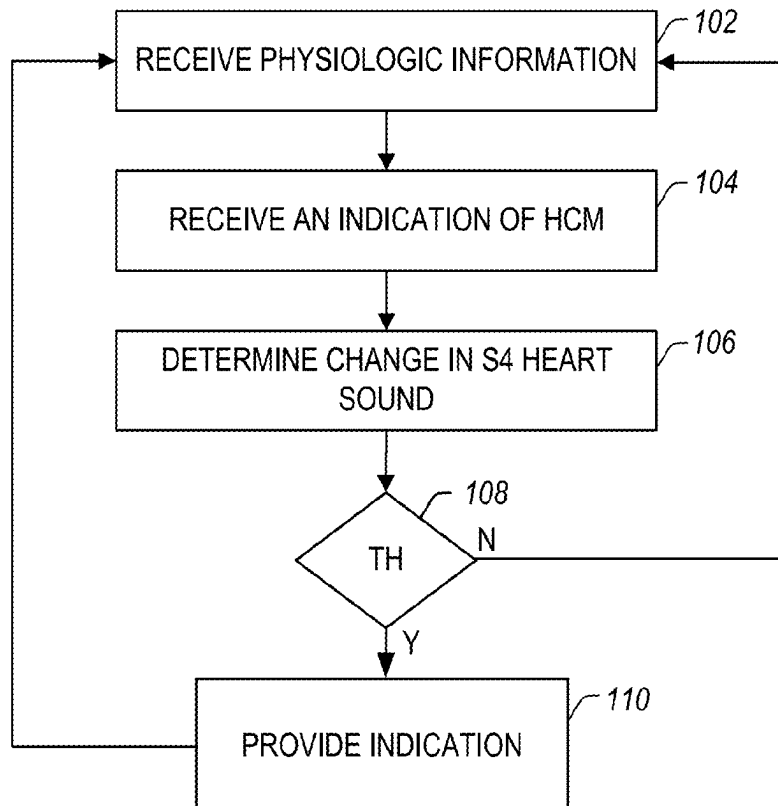 102
RECEIVE PHYSIOLOGIC INFORMATION
104
RECEIVE AN INDICATION OF HCM
106
DETERMINE CHANGE IN S4 HEART
SOUND
108
TH
N
Y
110
PROVIDE INDICATION